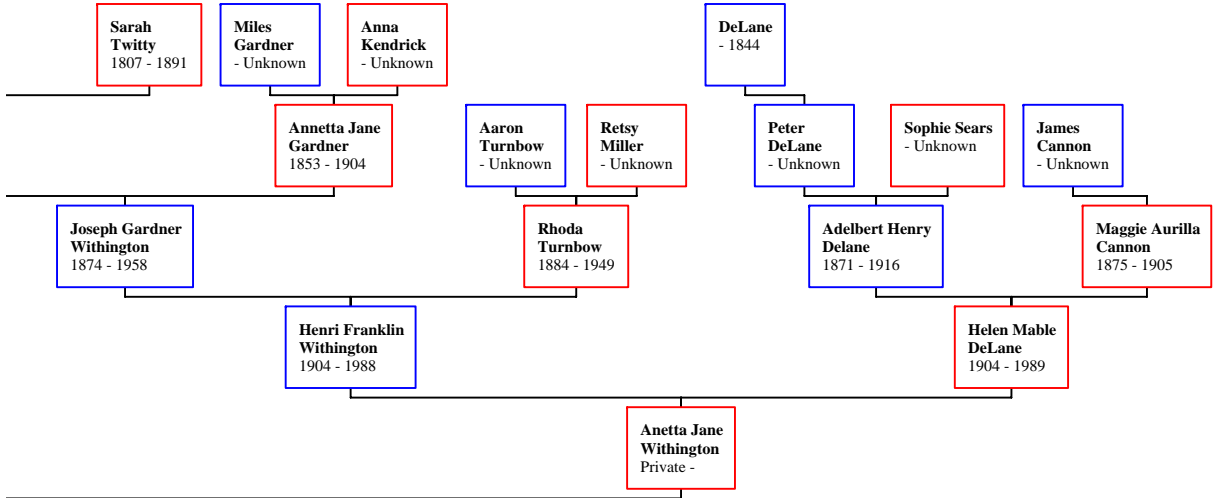 Sarah
Twitty
1807 - 1891
Miles
Gardner
- Unknown
Anna
Kendrick
- Unknown
DeLane
- 1844
Annetta Jane
Gardner
1853 - 1904
Aaron
Turnbow
- Unknown
Retsy
Miller
- Unknown
Peter
DeLane
- Unknown
Sophie Sears
- Unknown
James
Cannon
- Unknown
Joseph Gardner
Withington
1874 - 1958
Rhoda
Turnbow
1884 - 1949
Adelbert Henry
Delane
1871 - 1916
Maggie Aurilla
Cannon
1875 - 1905
Henri Franklin
Withington
1904 - 1988
Helen Mable
DeLane
1904 - 1989
Anetta Jane
Withington
Private -